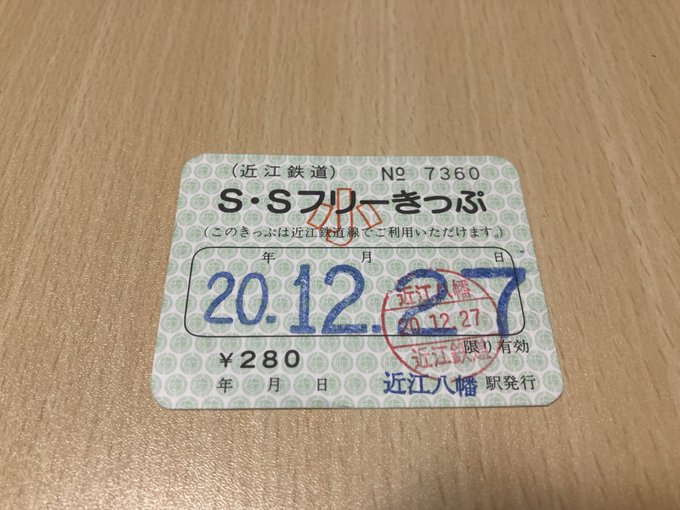 (近江鉄道) № 7360
S・Sフリーきっぷ
小
(このきっぷは近江鉄道線でご利用いただけます。)
年 月 日
20.12.27
近江八幡
20.12.27
近江鉄道
限り有効
¥280
年 月 日 近江八幡 駅発行